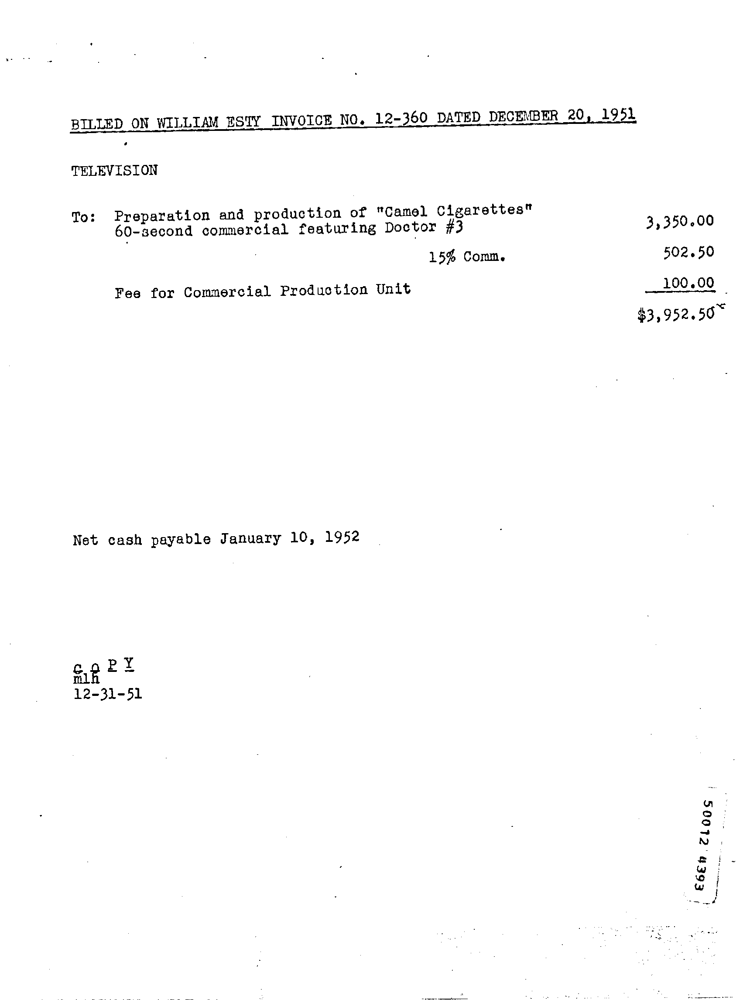 BILLED ON WILLIAM ESTY INVOICE NO. 12-360 DATED DECEMBER 20, 1951
TELEVISION
To: Preparation and production of "Camel Cigarettes" 3,350.00
60-second commercial featuring Doctor #3
15% Comm. 502.50
Fee for Commercial Production Unit 100.00
$3,952.50
Net cash payable January 10, 1952
C O P Y
mlh
12-31-51
50012 4393